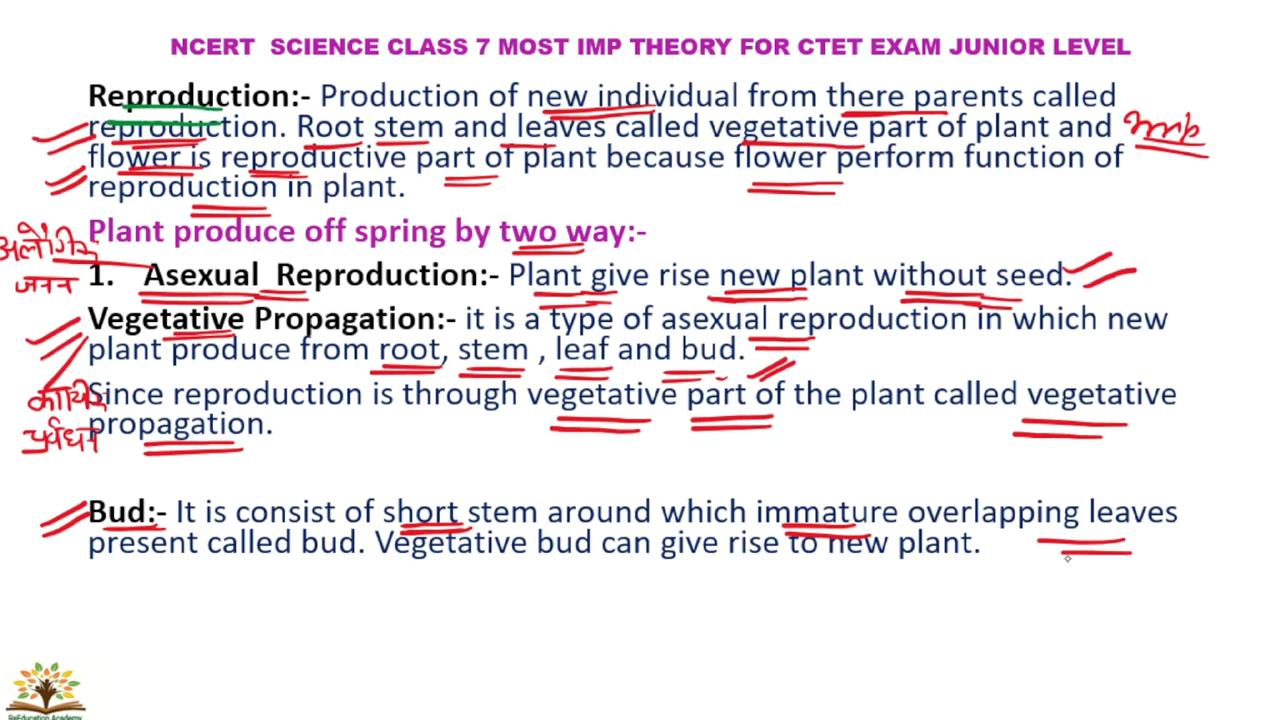 NCERT SCIENCE CLASS 7 MOST IMP THEORY FOR CTET EXAM JUNIOR LEVEL
Reproduction:- Production of new individual from there parents called
reproduction. Root stem and leaves called vegetative part of plant and Imp
flower is reproductive part of plant because flower perform function of
reproduction in plant.
Plant produce off spring by two way:-
अलैंगिक
जनन
1. Asexual Reproduction:- Plant give rise new plant without seed.
Vegetative Propagation:- it is a type of asexual reproduction in which new
plant produce from root, stem , leaf and bud.
Since reproduction is through vegetative part of the plant called vegetative
propagation.
Bud:- It is consist of short stem around which immature overlapping leaves
present called bud. Vegetative bud can give rise to new plant.
ReEducation Academy